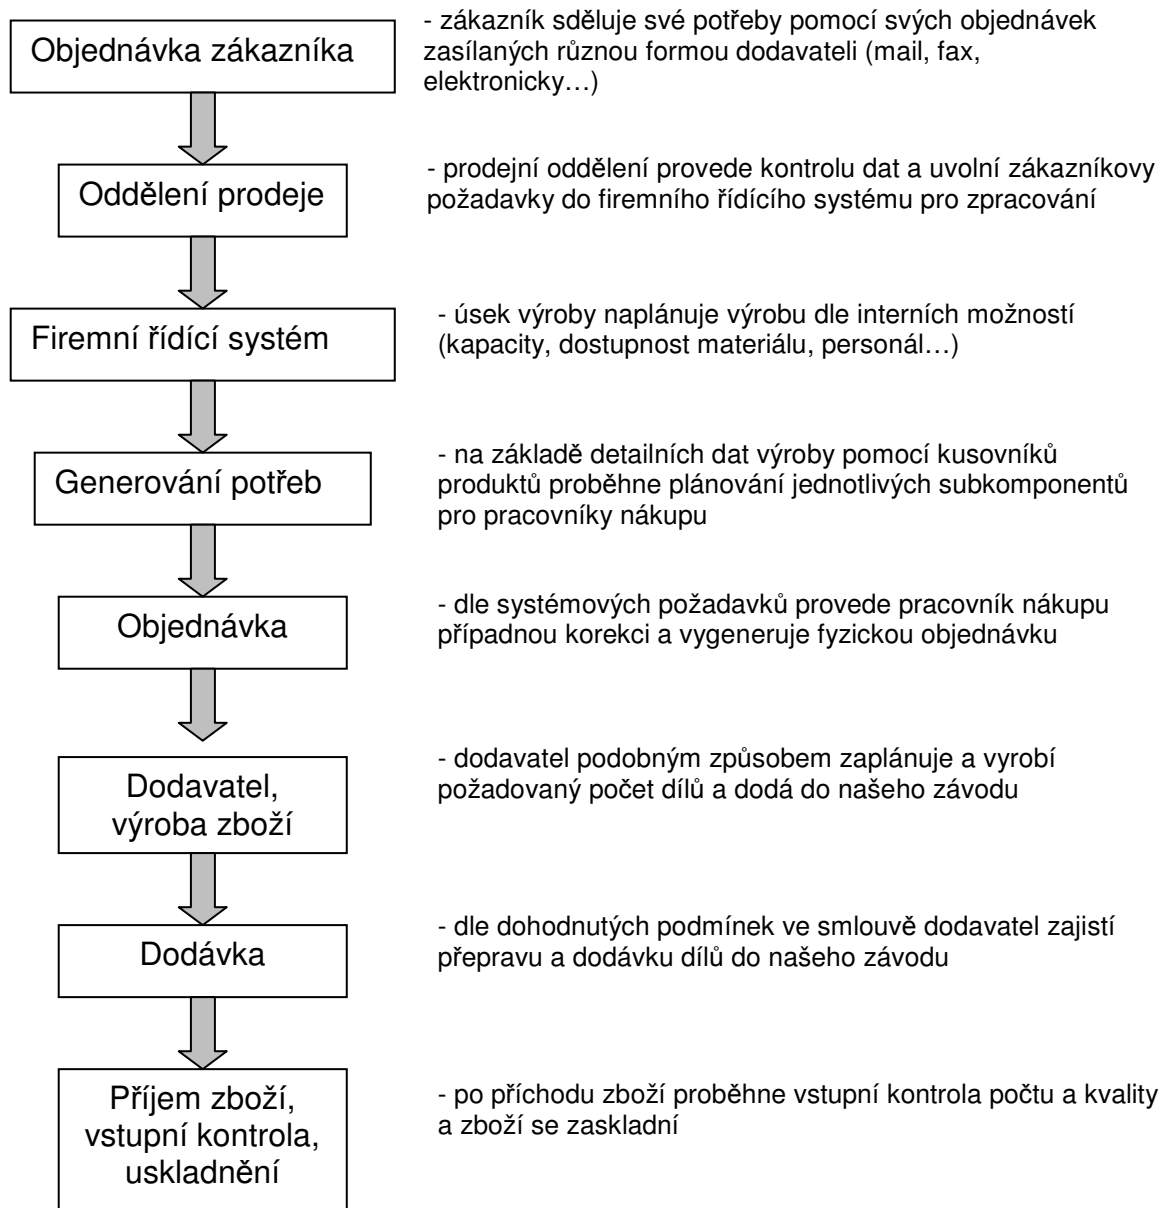 Objednávka zákazníka
- zákazník sděluje své potřeby pomocí svých objednávek
zasílaných různou formou dodavateli (mail, fax,
elektronicky…)
Oddělení prodeje
- prodejní oddělení provede kontrolu dat a uvolní zákazníkovy
požadavky do firemního řídícího systému pro zpracování
Firemní řídící systém
- úsek výroby naplánuje výrobu dle interních možností
(kapacity, dostupnost materiálu, personál…)
Generování potřeb
- na základě detailních dat výroby pomocí kusovníků
produktů proběhne plánování jednotlivých subkomponentů
pro pracovníky nákupu
Objednávka
- dle systémových požadavků provede pracovník nákupu
případnou korekci a vygeneruje fyzickou objednávku
Dodavatel,
výroba zboží
- dodavatel podobným způsobem zaplánuje a vyrobí
požadovaný počet dílů a dodá do našeho závodu
Dodávka
- dle dohodnutých podmínek ve smlouvě dodavatel zajistí
přepravu a dodávku dílů do našeho závodu
Příjem zboží,
vstupní kontrola,
uskladnění
- po příchodu zboží proběhne vstupní kontrola počtu a kvality
a zboží se zaskladní